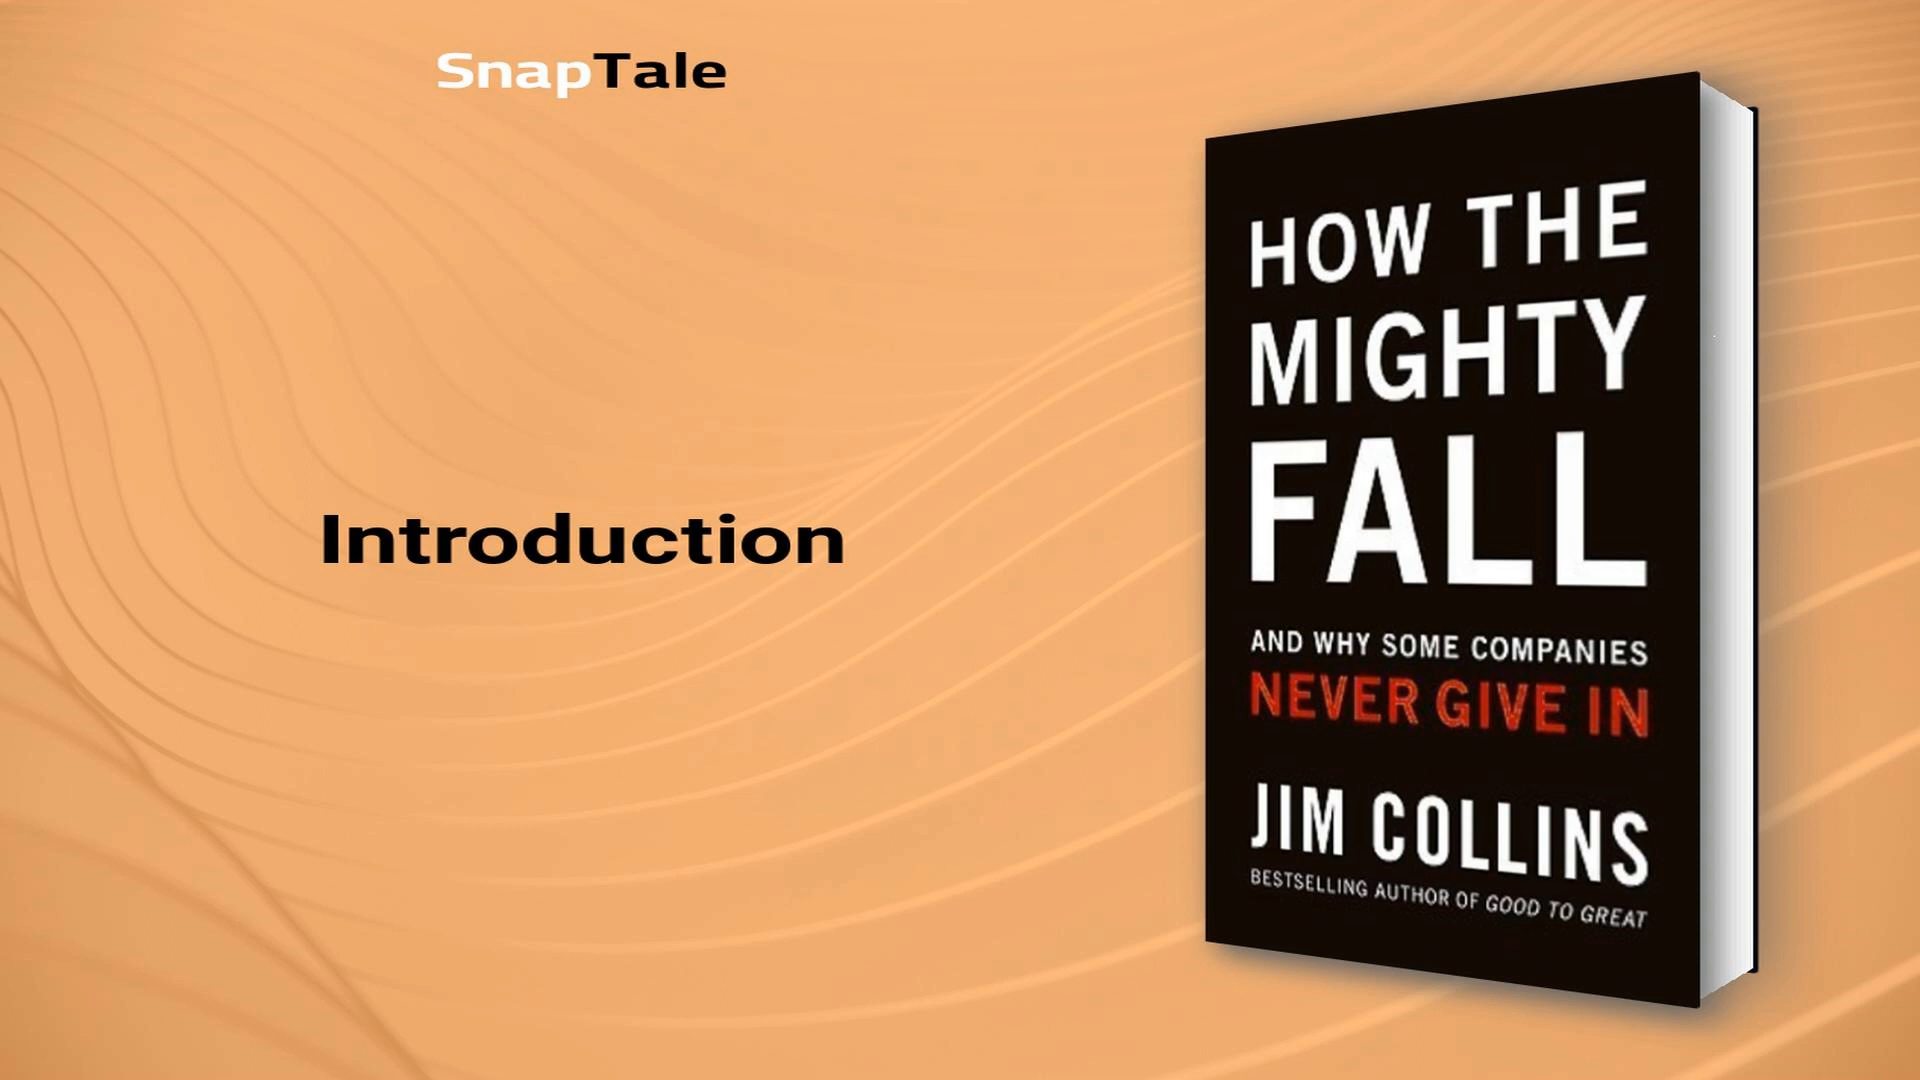 SnapTale
Introduction
HOW THE
MIGHTY
FALL
AND WHY SOME COMPANIES
NEVER GIVE IN
JIM COLLINS
BESTSELLING AUTHOR OF GOOD TO GREAT